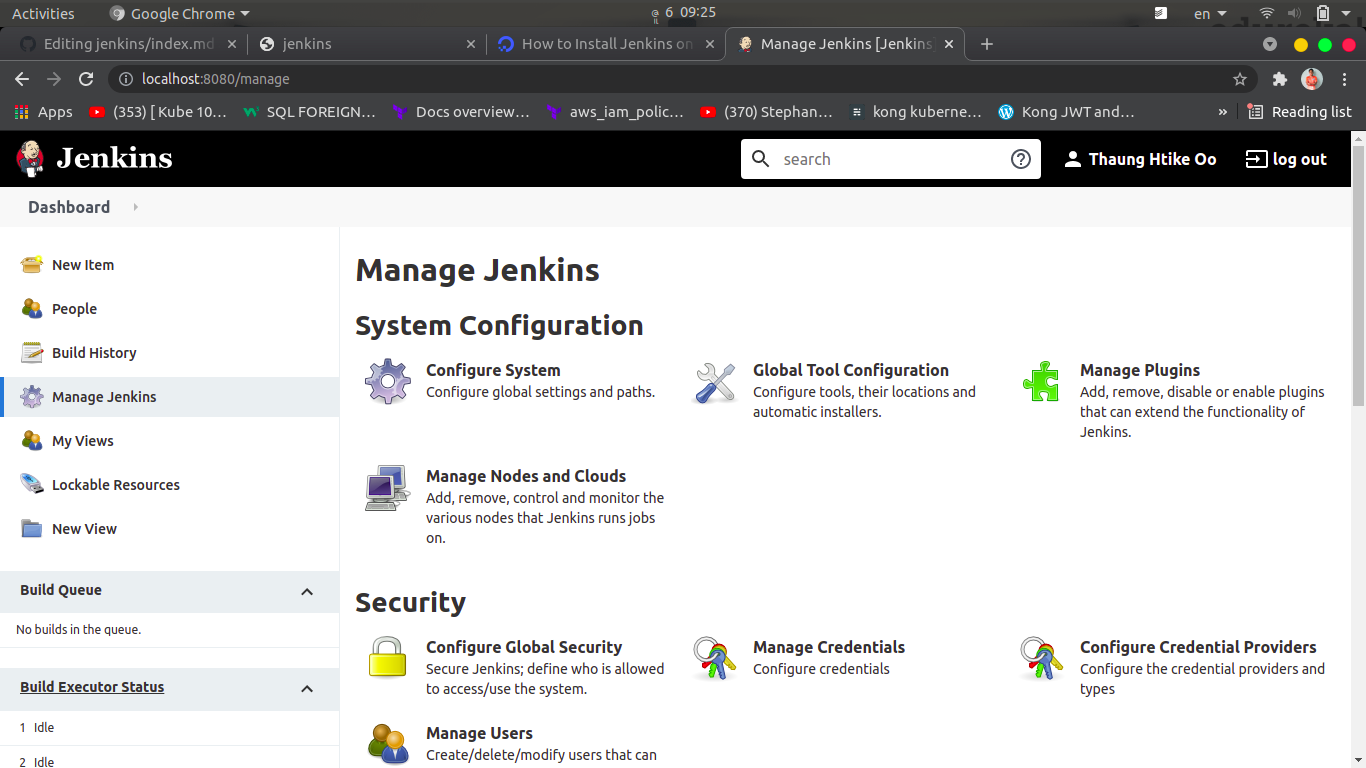 Activities
Google Chrome
6 09:25
en
Editing jenkins/index.md
jenkins
How to Install Jenkins on
Manage Jenkins [Jenkins]
localhost:8080/manage
Apps
(353) [ Kube 10...
SQL FOREIGN...
Docs overview...
aws_iam_polic...
(370) Stephan...
kong kuberne...
Kong JWT and...
»
Reading list
Jenkins
search
Thaung Htike Oo
log out
Dashboard
New Item
People
Build History
Manage Jenkins
My Views
Lockable Resources
New View
Build Queue
No builds in the queue.
Build Executor Status
1 Idle
2 Idle
Manage Jenkins
System Configuration
Configure System
Configure global settings and paths.
Global Tool Configuration
Configure tools, their locations and
automatic installers.
Manage Plugins
Add, remove, disable or enable plugins
that can extend the functionality of
Jenkins.
Manage Nodes and Clouds
Add, remove, control and monitor the
various nodes that Jenkins runs jobs
on.
Security
Configure Global Security
Secure Jenkins; define who is allowed
to access/use the system.
Manage Credentials
Configure credentials
Configure Credential Providers
Configure the credential providers and
types
Manage Users
Create/delete/modify users that can